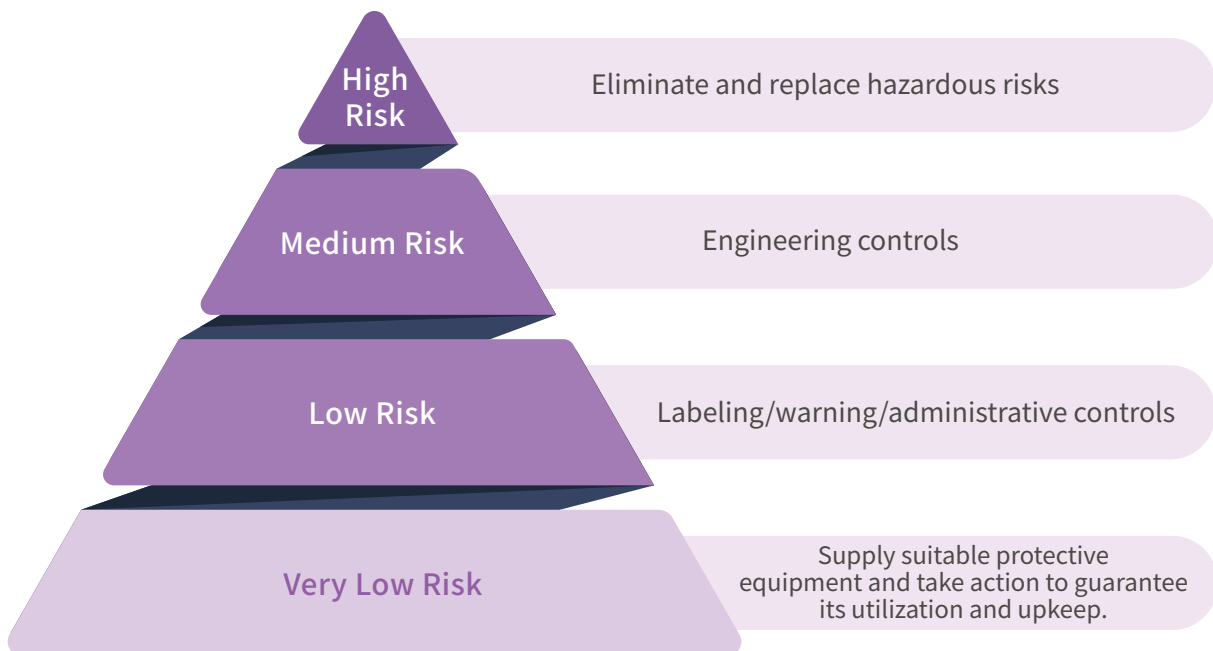 High
Risk
Eliminate and replace hazardous risks
Medium Risk
Engineering controls
Low Risk
Labeling/warning/administrative controls
Very Low Risk
Supply suitable protective
equipment and take action to guarantee
its utilization and upkeep.